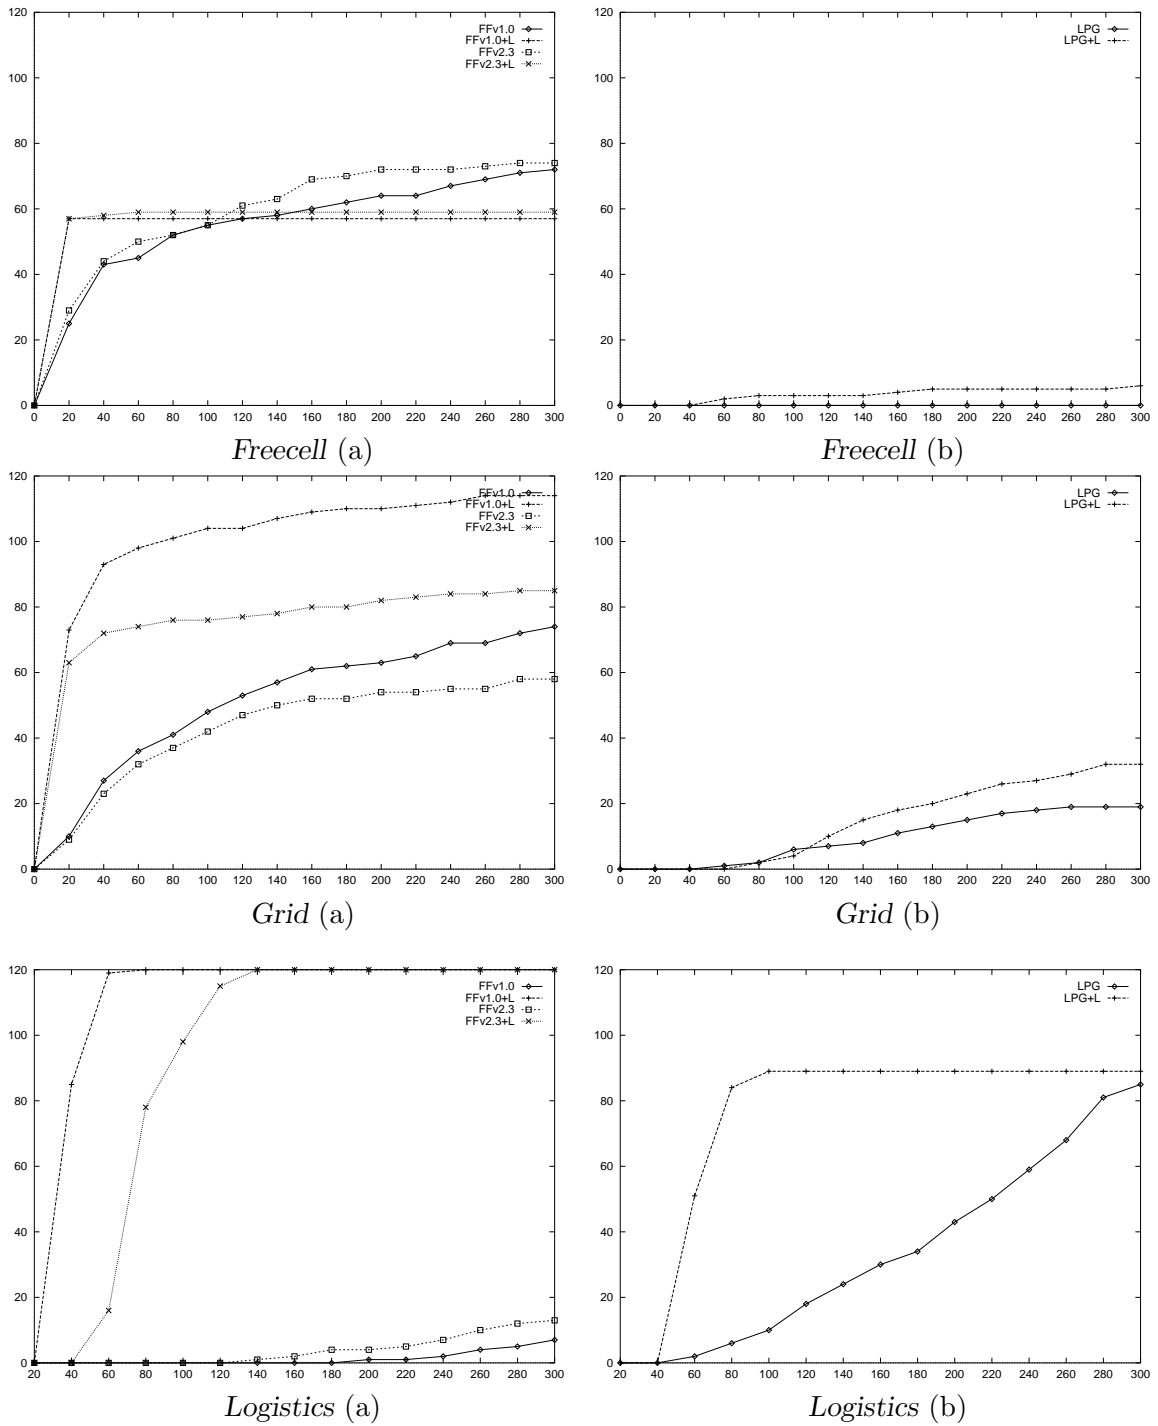 120
100
80
60
40
20
0
0 20 40 60 80 100 120 140 160 180 200 220 240 260 280 300
FFv1.0
FFv1.0+L
FFv2.3
FFv2.3+L
Freecell (a)
120
100
80
60
40
20
0
0 20 40 60 80 100 120 140 160 180 200 220 240 260 280 300
LPG
LPG+L
Freecell (b)
120
100
80
60
40
20
0
0 20 40 60 80 100 120 140 160 180 200 220 240 260 280 300
FFv1.0
FFv1.0+L
FFv2.3
FFv2.3+L
Grid (a)
120
100
80
60
40
20
0
0 20 40 60 80 100 120 140 160 180 200 220 240 260 280 300
LPG
LPG+L
Grid (b)
120
100
80
60
40
20
0
20 40 60 80 100 120 140 160 180 200 220 240 260 280 300
FFv1.0
FFv1.0+L
FFv2.3
FFv2.3+L
Logistics (a)
120
100
80
60
40
20
0
20 40 60 80 100 120 140 160 180 200 220 240 260 280 300
LPG
LPG+L
Logistics (b)